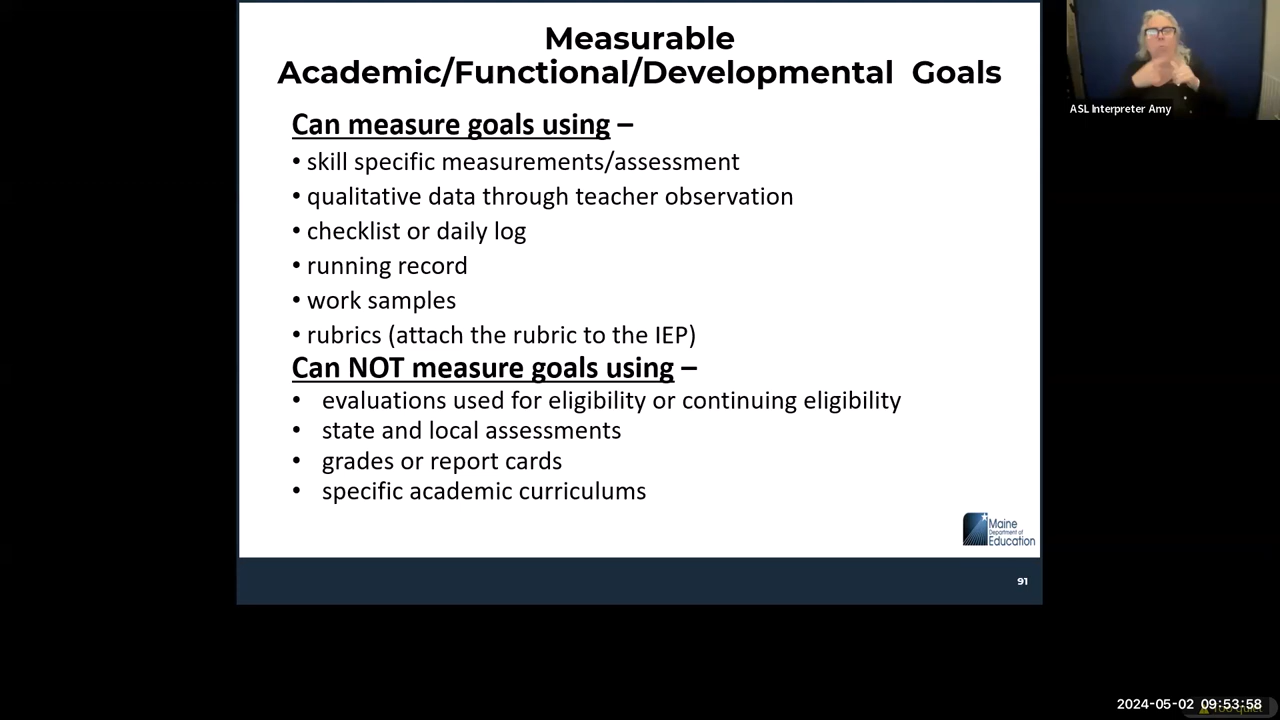 Measurable
Academic/Functional/Developmental Goals
Can measure goals using –
• skill specific measurements/assessment
• qualitative data through teacher observation
• checklist or daily log
• running record
• work samples
• rubrics (attach the rubric to the IEP)
Can NOT measure goals using –
• evaluations used for eligibility or continuing eligibility
• state and local assessments
• grades or report cards
• specific academic curriculums
Maine
Department of
Education
91
ASL Interpreter Amy
2024-05-02 09:53:58